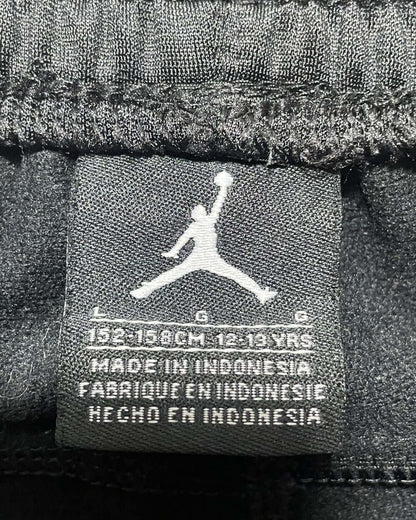 L G G
152-158CM 12-13 YRS
MADE IN INDONESIA
FABRIQUE EN INDONESIE
HECHO EN INDONESIA